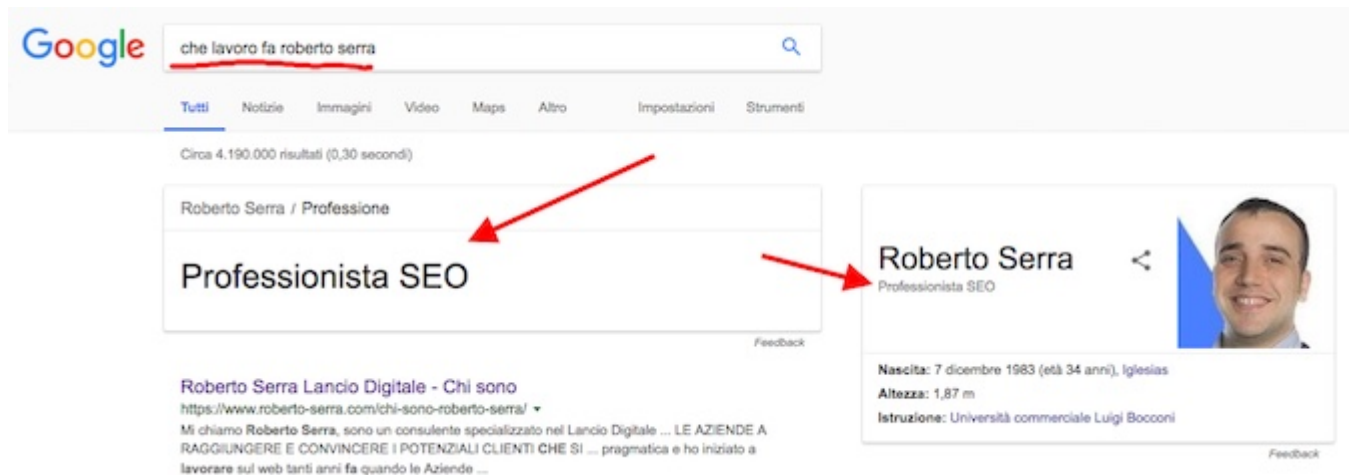 Google
che lavoro fa roberto serra
Tutti Notizie Immagini Video Maps Altro Impostazioni Strumenti
Circa 4.190.000 risultati (0,30 secondi)
Roberto Serra / Professione
Professionista SEO
Feedback
Roberto Serra Lancio Digitale - Chi sono
https://www.roberto-serra.com/chi-sono-roberto-serra/
Mi chiamo Roberto Serra, sono un consulente specializzato nel Lancio Digitale ... LE AZIENDE A
RAGGIUNGERE E CONVINCERE I POTENZIALI CLIENTI CHE SI ... pragmatica e ho iniziato a
lavorare sul web tanti anni fa quando le Aziende ...
Roberto Serra
Professionista SEO
Nascita: 7 dicembre 1983 (età 34 anni), Iglesias
Altezza: 1,87 m
Istruzione: Università commerciale Luigi Bocconi
Feedback